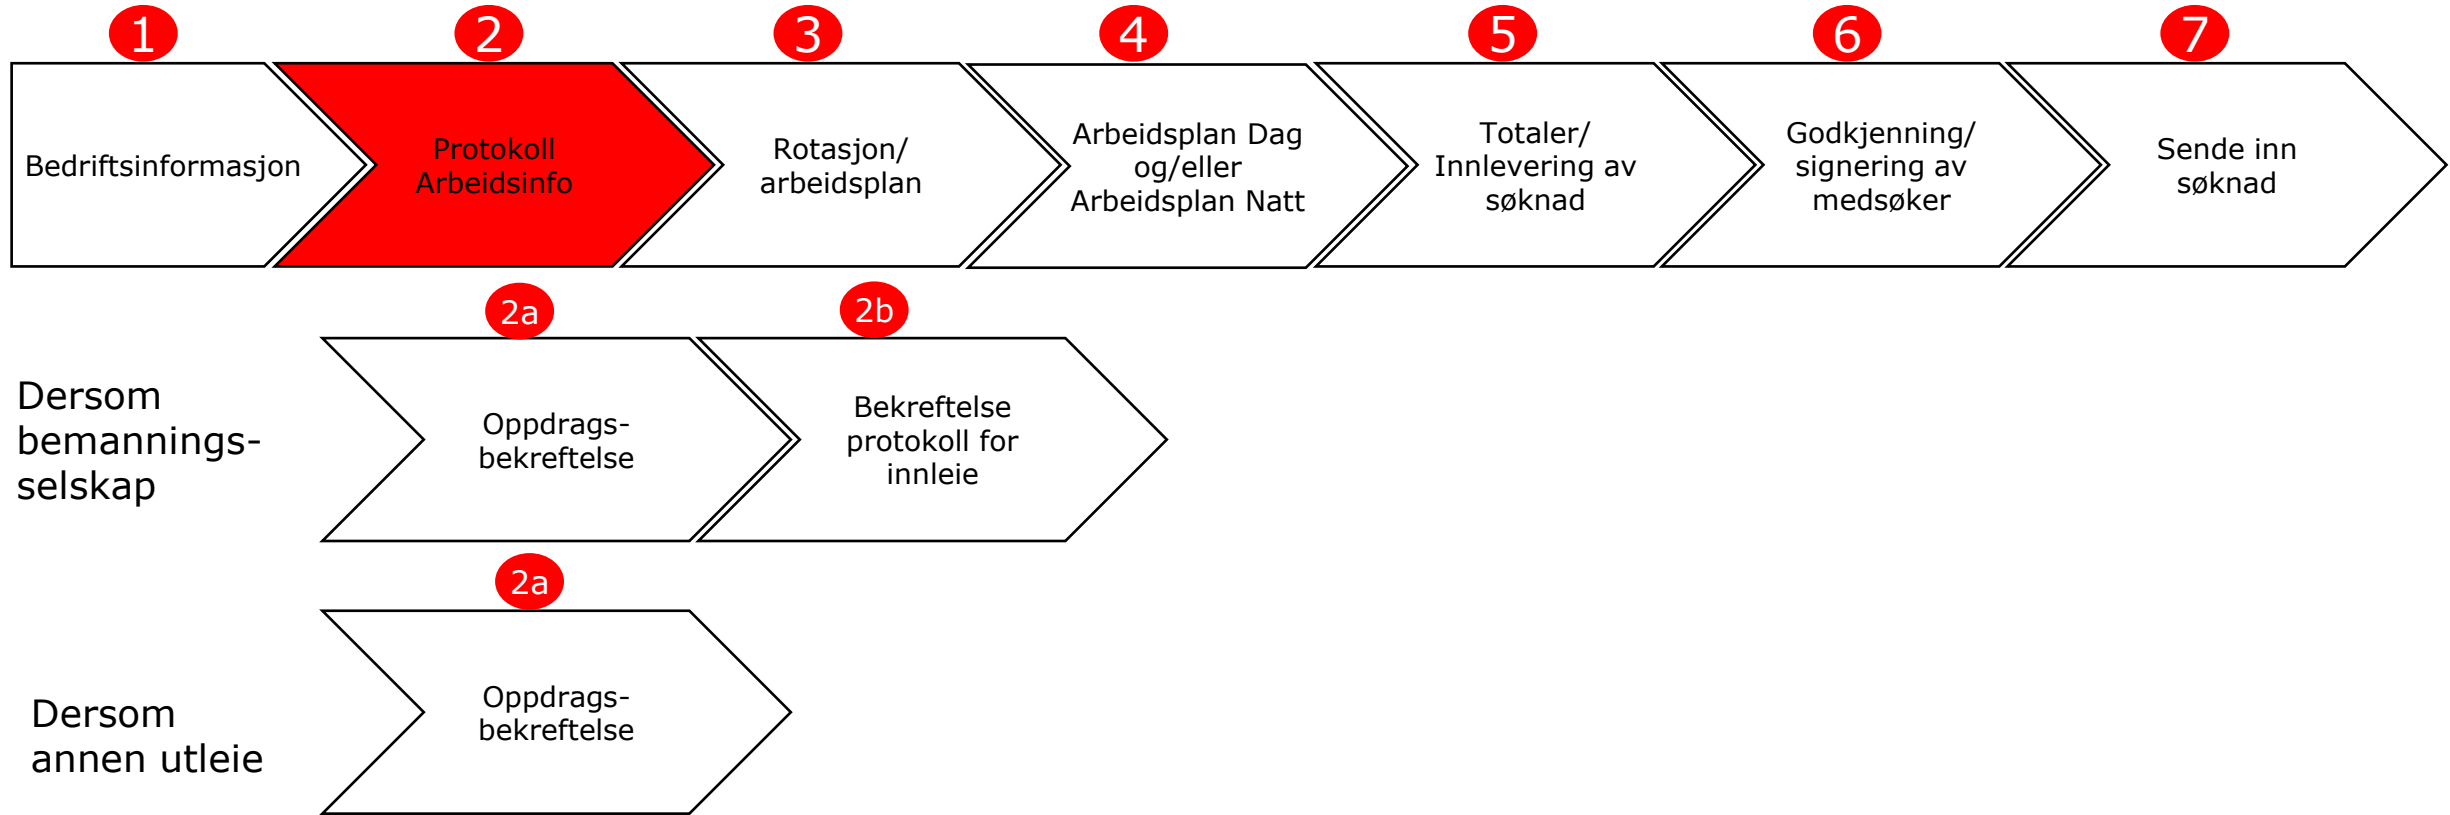 1
2
3
4
5
6
7
Bedriftsinformasjon
Protokoll
Arbeidsinfo
Rotasjon/
arbeidsplan
Arbeidsplan Dag
og/eller
Arbeidsplan Natt
Totaler/
Innlevering av
søknad
Godkjenning/
signering av
medsøker
Sende inn
søknad
Dersom
bemannings-
selskap
2a
Oppdrags-
bekreftelse
2b
Bekreftelse
protokoll for
innleie
Dersom
annen utleie
2a
Oppdrags-
bekreftelse